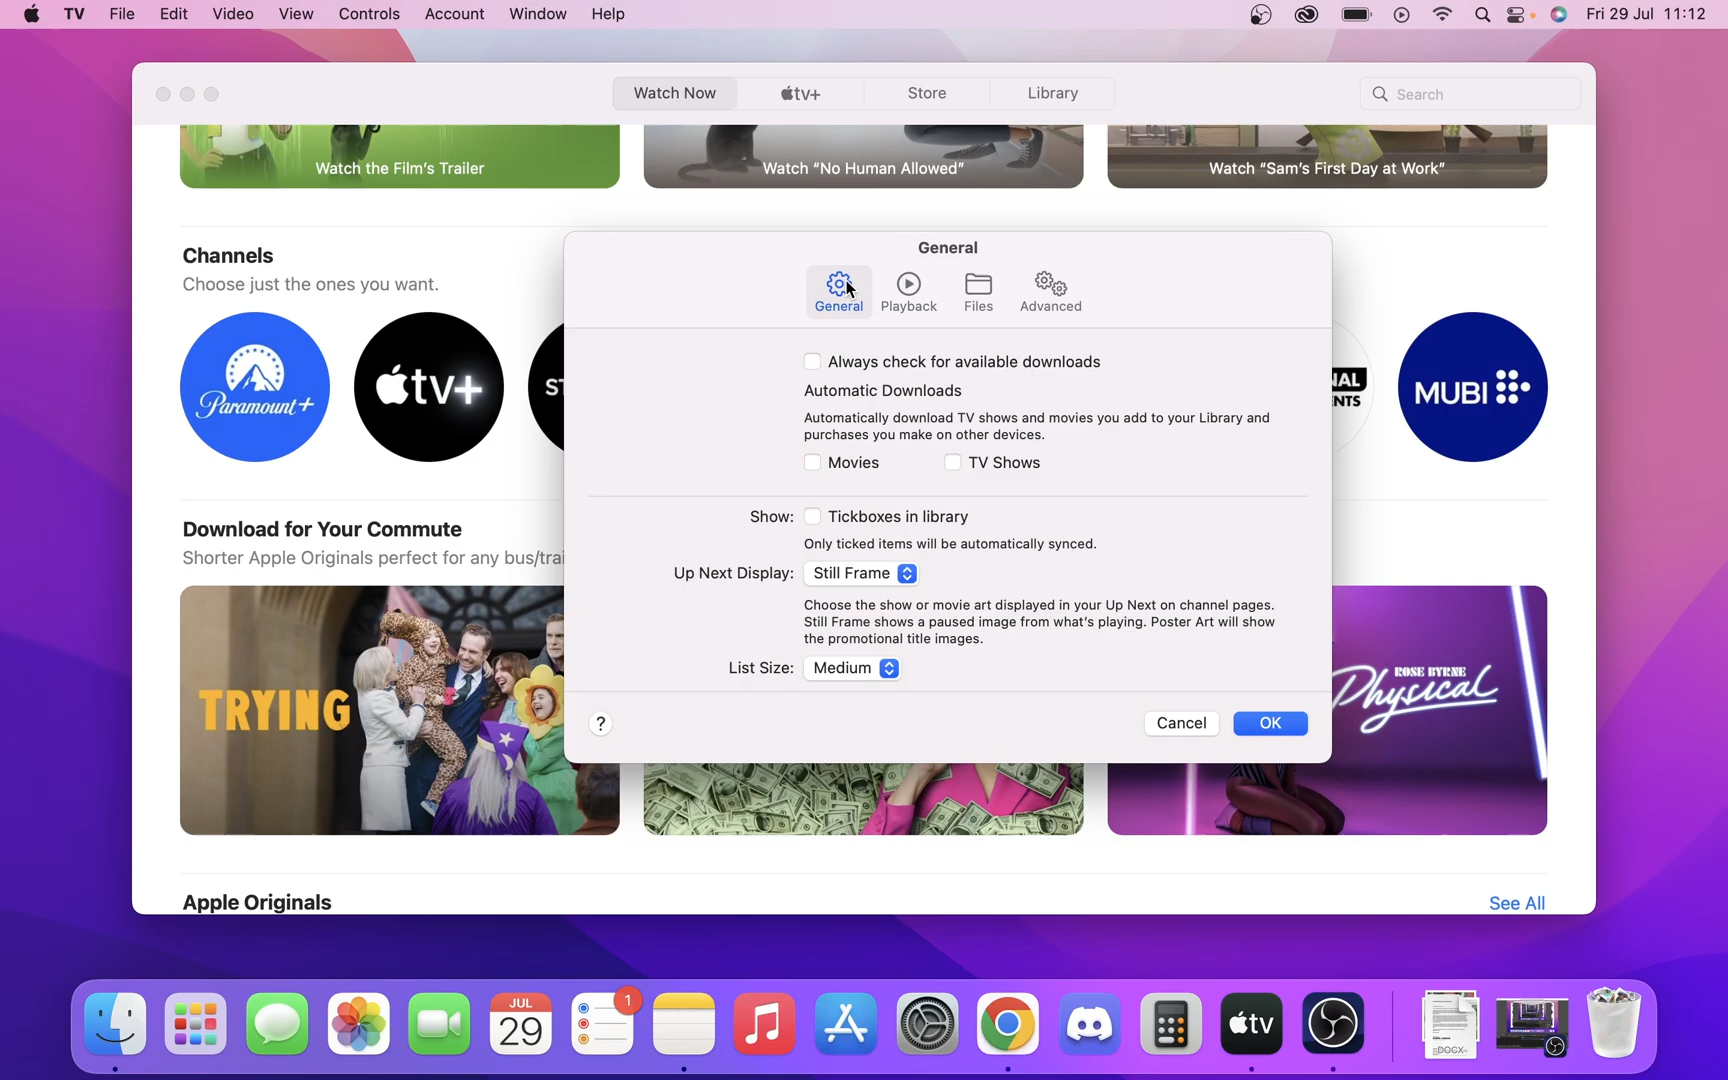 TV File Edit Video View Controls Account Window Help Fri 29 Jul 11:12
Watch Now tv+ Store Library Search
Watch the Film's Trailer
Watch "No Human Allowed"
Watch "Sam's First Day at Work"
Channels
Choose just the ones you want.
Paramount+
tv+
ST
NAL
NTS
MUBI
General
General Playback Files Advanced
Always check for available downloads
Automatic Downloads
Automatically download TV shows and movies you add to your Library and
purchases you make on other devices.
Movies TV Shows
Show: Tickboxes in library
Only ticked items will be automatically synced.
Up Next Display: Still Frame
Choose the show or movie art displayed in your Up Next on channel pages.
Still Frame shows a paused image from what's playing. Poster Art will show
the promotional title images.
List Size: Medium
? Cancel OK
Download for Your Commute
Shorter Apple Originals perfect for any bus/trai
TRYING
ROSE BYRNE
Physical
Apple Originals See All
JUL
29
1
tv
DOCX